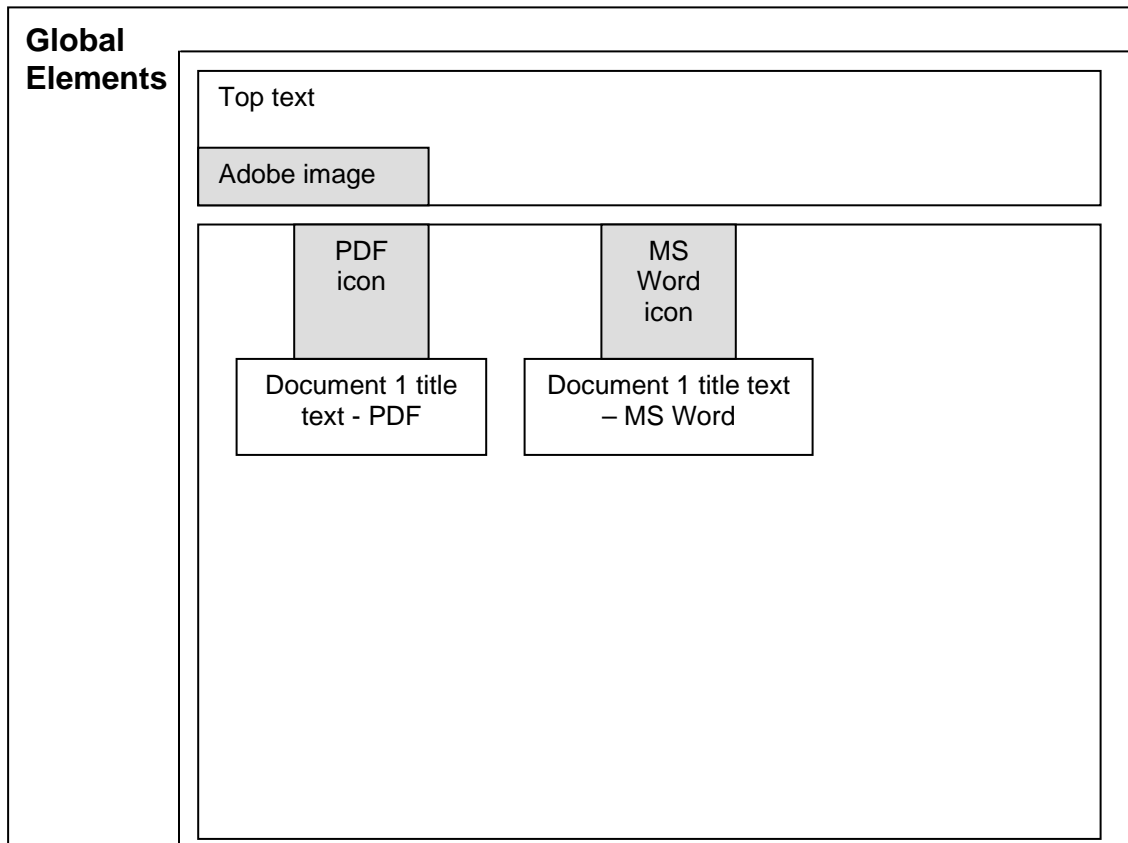 Global
Elements
Top text
Adobe image
PDF
icon
MS
Word
icon
Document 1 title
text - PDF
Document 1 title text
– MS Word